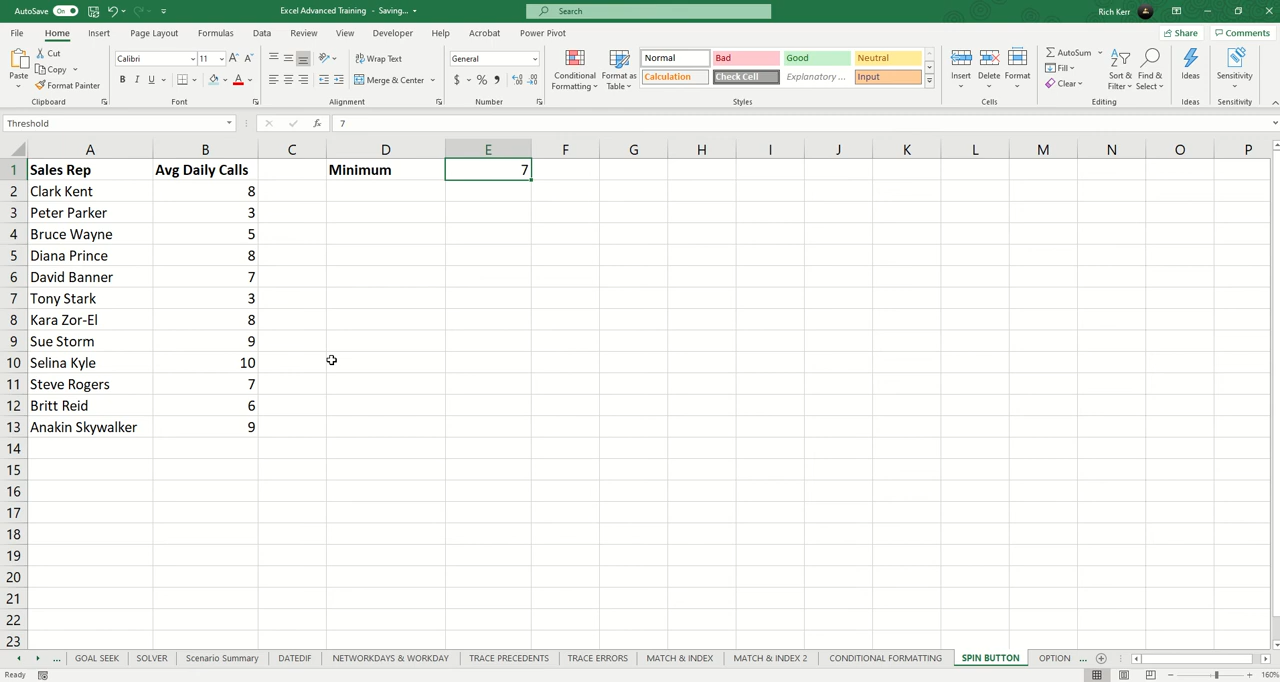 AutoSave On Excel Advanced Training - Saving... Search Rich Kerr
File Home Insert Page Layout Formulas Data Review View Developer Help Acrobat Power Pivot Share Comments
Paste Cut Copy Format Painter Clipboard
Calibri 11 B I U A Font
Wrap Text Merge & Center Alignment
General $ % , Number
Conditional Formatting Format as Table
Normal Bad Good Neutral
Calculation Check Cell Explanatory ... Input
Styles
Insert Delete Format Cells
AutoSum Fill Clear Sort & Filter Find & Select Editing
Ideas Ideas
Sensitivity Sensitivity
Threshold fx 7
A B C D E F G H I J K L M N O P
1 Sales Rep Avg Daily Calls Minimum 7
2 Clark Kent 8
3 Peter Parker 3
4 Bruce Wayne 5
5 Diana Prince 8
6 David Banner 7
7 Tony Stark 3
8 Kara Zor-El 8
9 Sue Storm 9
10 Selina Kyle 10
11 Steve Rogers 7
12 Britt Reid 6
13 Anakin Skywalker 9
14
15
16
17
18
19
20
21
22
23
... GOAL SEEK SOLVER Scenario Summary DATEDIF NETWORKDAYS & WORKDAY TRACE PRECEDENTS TRACE ERRORS MATCH & INDEX MATCH & INDEX 2 CONDITIONAL FORMATTING SPIN BUTTON OPTION ...
Ready 160%